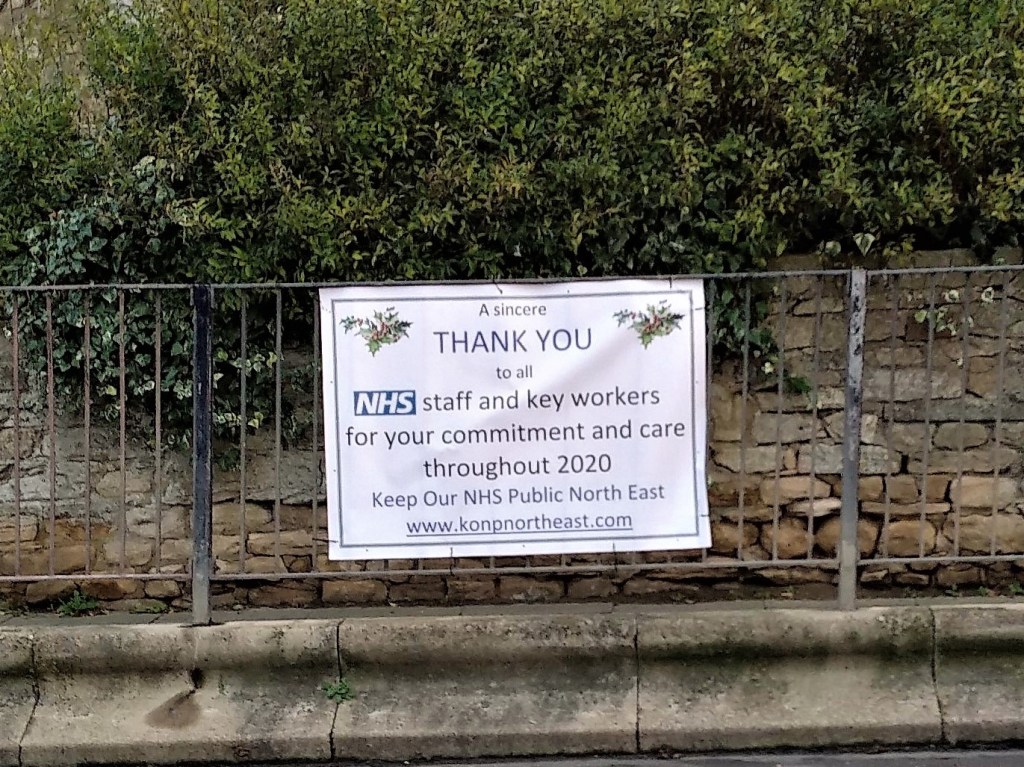 A sincere
THANK YOU
to all
NHS staff and key workers
for your commitment and care
throughout 2020
Keep Our NHS Public North East
www.konpnortheast.com